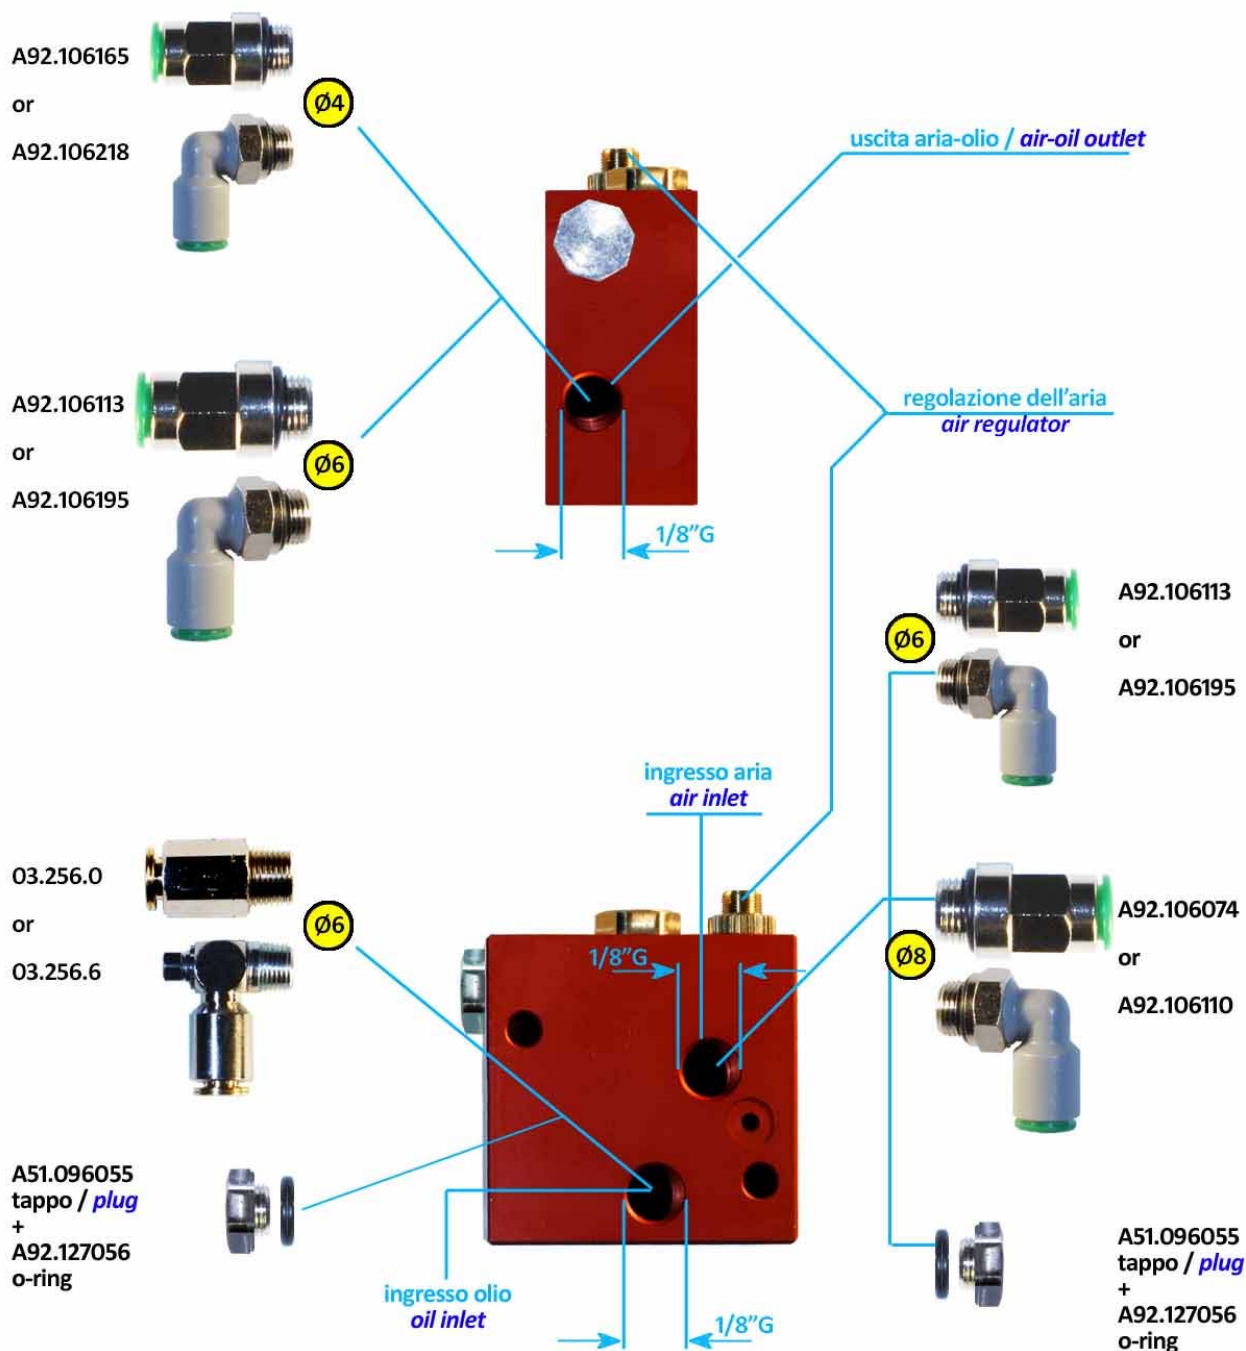 A92.106165
or
A92.106218
Ø4
uscita aria-olio / air-oil outlet
A92.106113
or
A92.106195
Ø6
regolazione dell'aria
air regulator
1/8"G
A92.106113
or
A92.106195
Ø6
ingresso aria
air inlet
03.256.0
or
03.256.6
Ø6
1/8"G
A92.106074
or
A92.106110
Ø8
A51.096055
tappo / plug
+
A92.127056
o-ring
ingresso olio
oil inlet
1/8"G
A51.096055
tappo / plug
+
A92.127056
o-ring